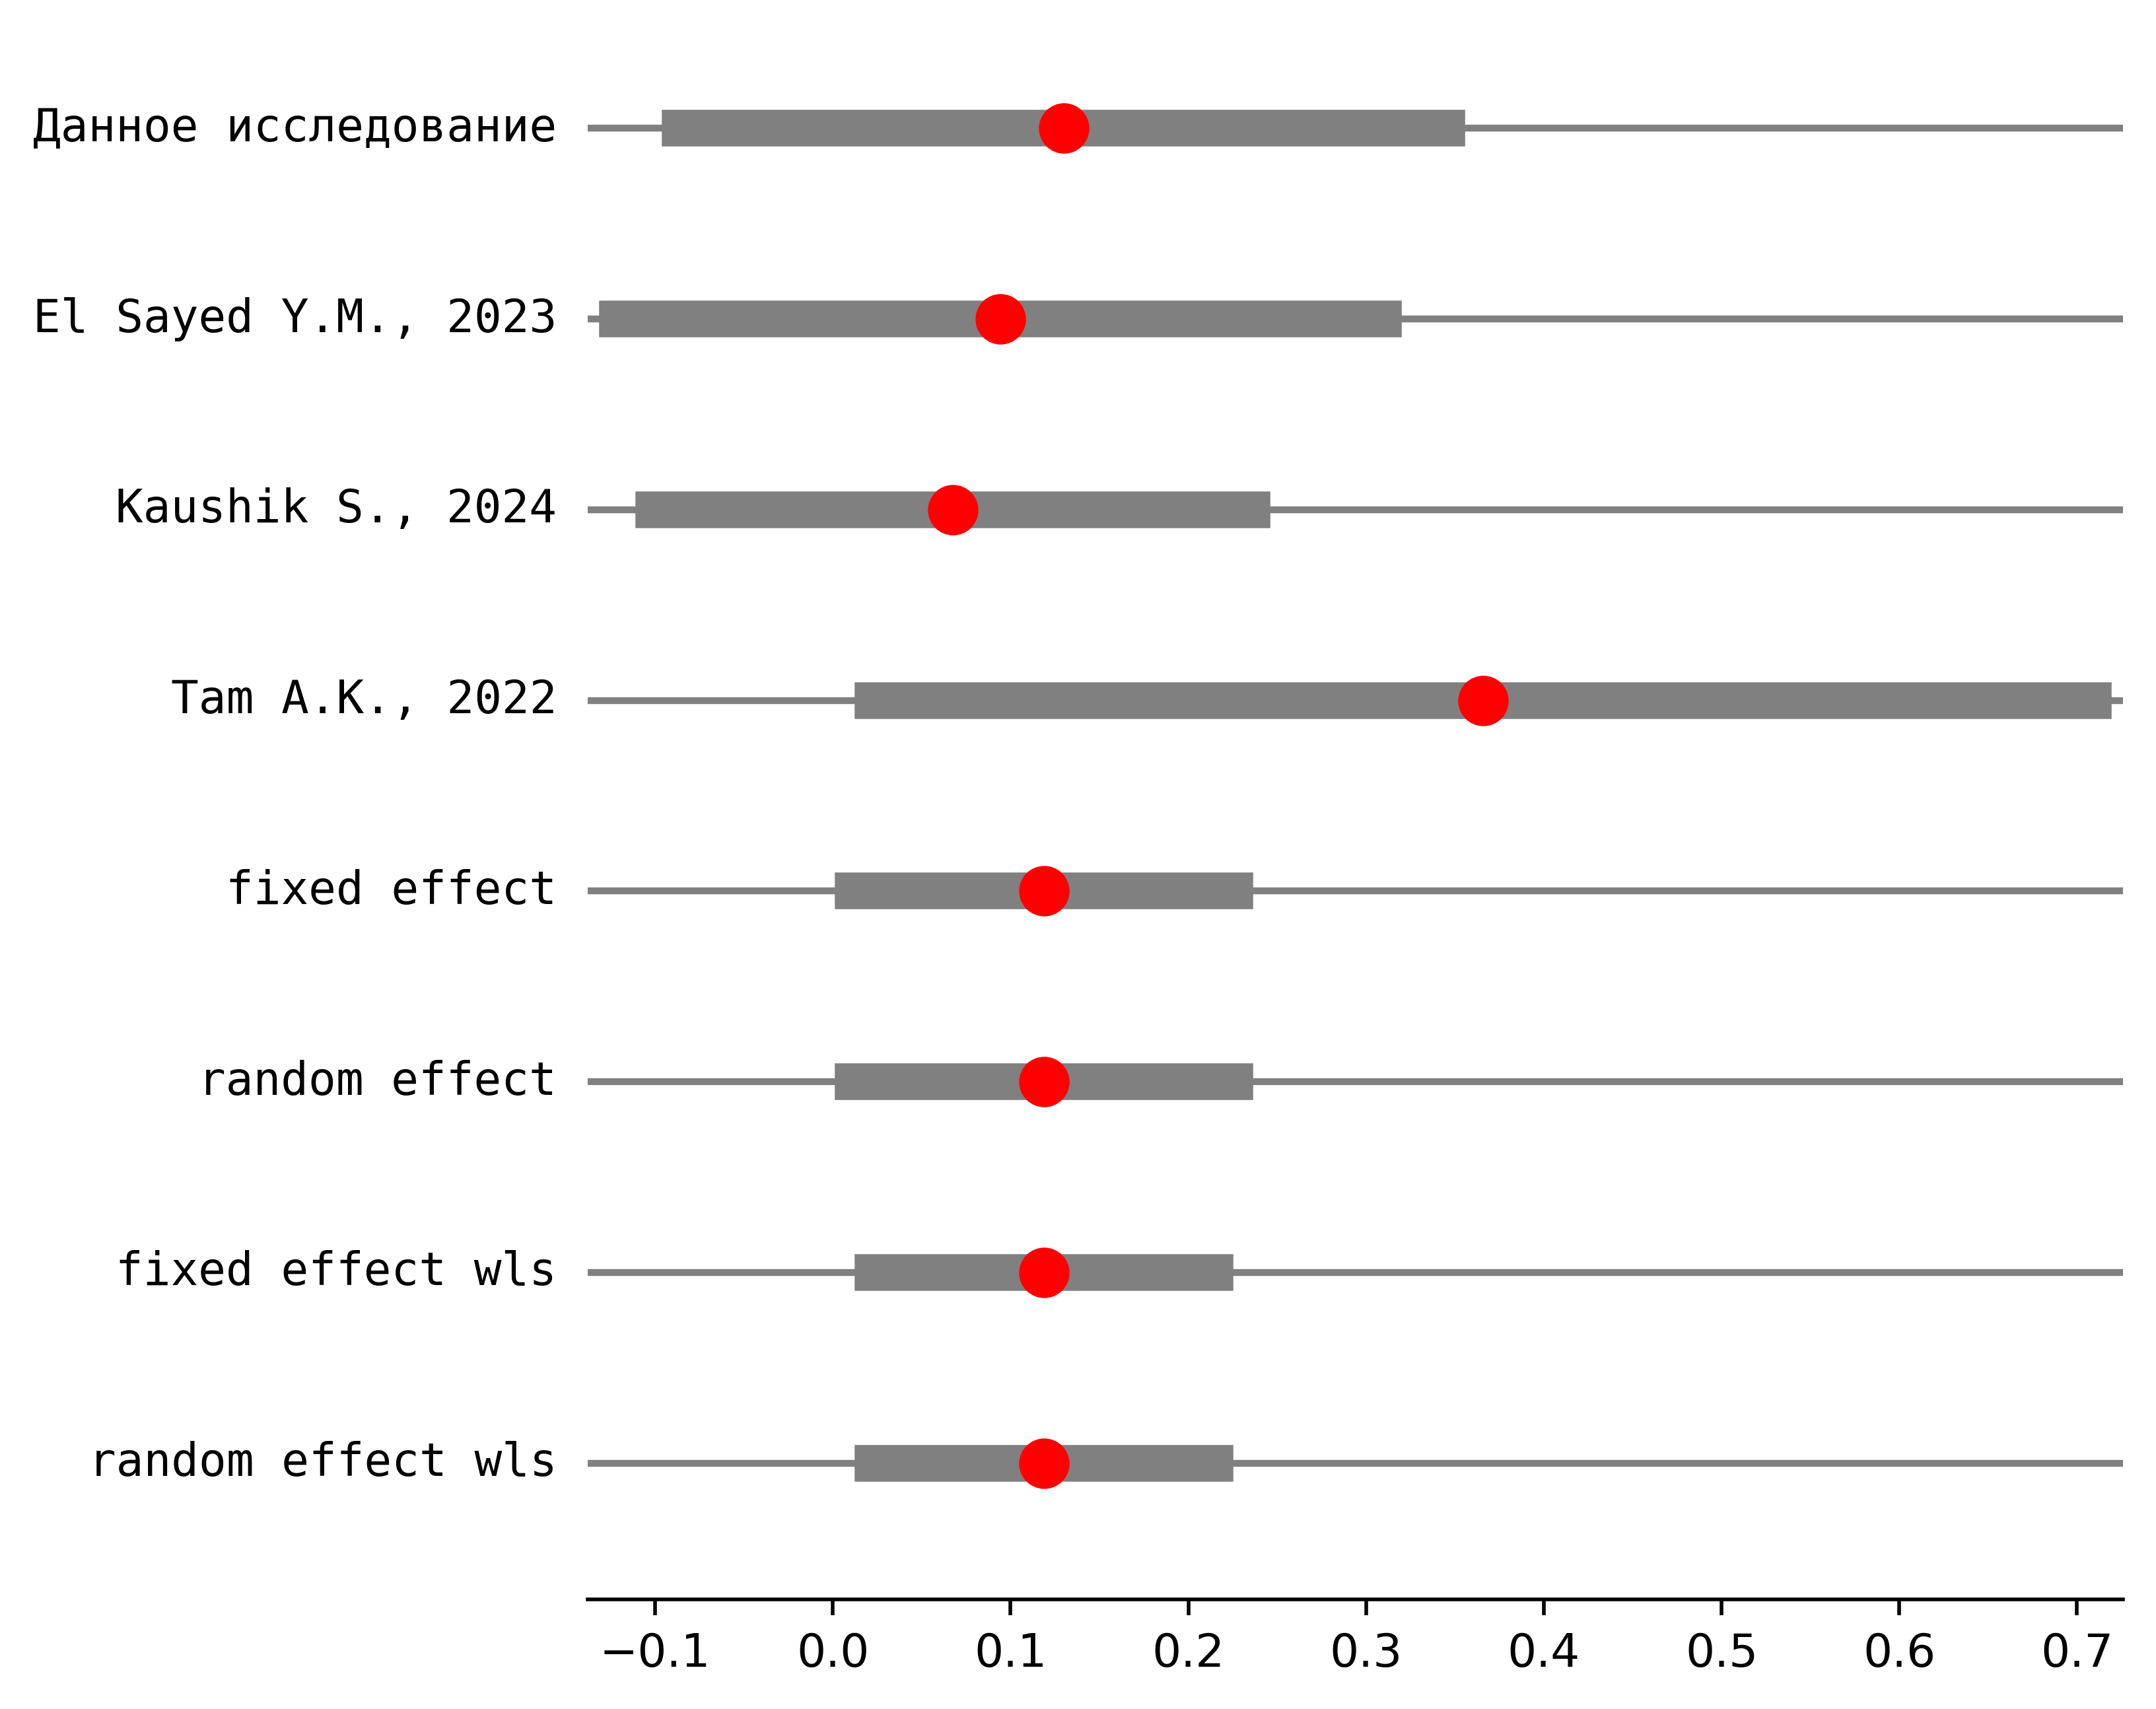 Данное исследование
El Sayed Y.M., 2023
Kaushik S., 2024
Tam A.K., 2022
fixed effect
random effect
fixed effect wls
random effect wls
−0.1 0.0 0.1 0.2 0.3 0.4 0.5 0.6 0.7